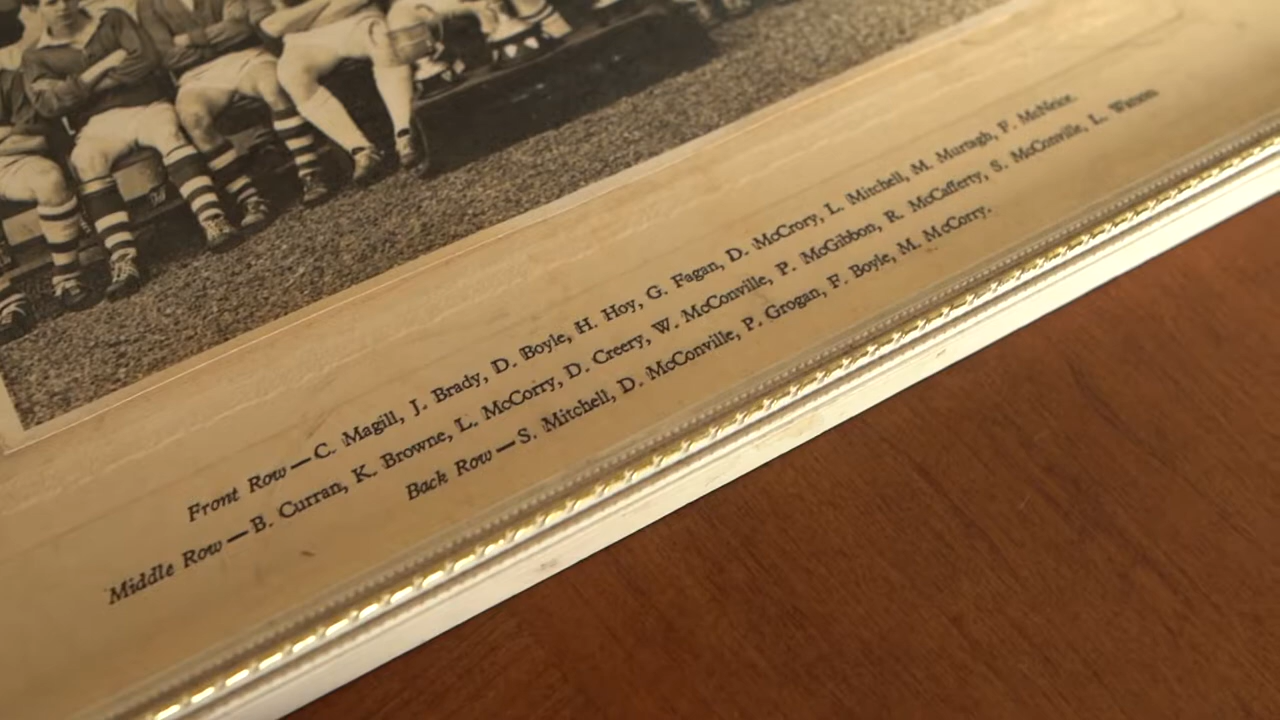 Front Row — C. Magill, J. Brady, D. Boyle, H. Hoy, G. Fagan, D. McCrory, L. Mitchell, M. Murtagh, F. McNeice.
Middle Row — B. Curran, K. Browne, L. McCorry, D. Creery, W. McConville, P. McGibbon, R. McCafferty, S. McConville, L. Watson
Back Row — S. Mitchell, D. McConville, P. Grogan, F. Boyle, M. McCorry.